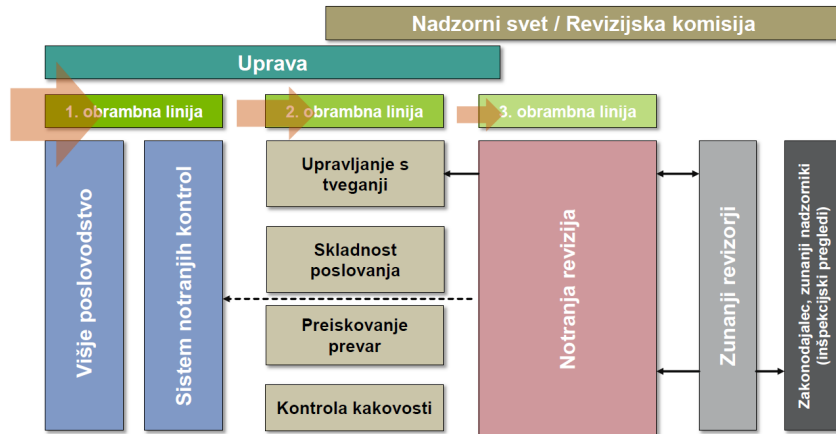 Nadzorni svet / Revizijska komisija
Uprava
1. obrambna linija
2. obrambna linija
3. obrambna linija
Višje poslovodstvo
Sistem notranjih kontrol
Upravljanje s
tveganji
Skladnost
poslovanja
Preiskovanje
prevar
Kontrola kakovosti
Notranja revizija
Zunanji revizorji
Zakonodajalec, zunanji nadzorniki
(inšpekcijski pregledi)